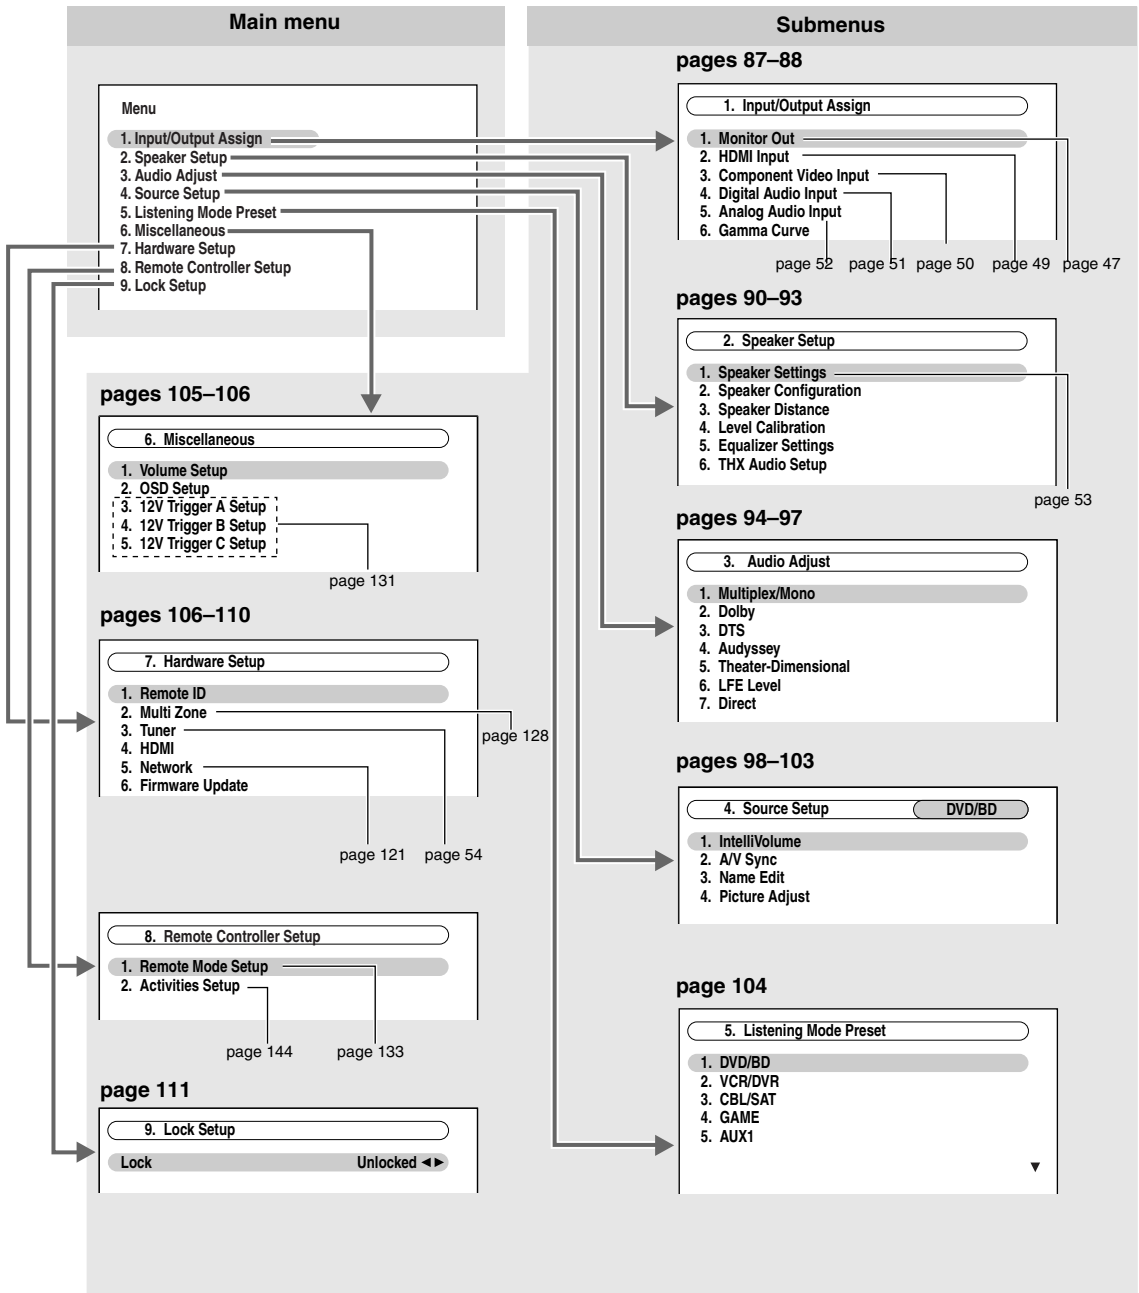 Main menu
Submenus
Menu
1. Input/Output Assign
2. Speaker Setup
3. Audio Adjust
4. Source Setup
5. Listening Mode Preset
6. Miscellaneous
7. Hardware Setup
8. Remote Controller Setup
9. Lock Setup
pages 87–88
1. Input/Output Assign
1. Monitor Out
2. HDMI Input
3. Component Video Input
4. Digital Audio Input
5. Analog Audio Input
6. Gamma Curve
page 52 page 51 page 50 page 49 page 47
pages 90–93
2. Speaker Setup
1. Speaker Settings
2. Speaker Configuration
3. Speaker Distance
4. Level Calibration
5. Equalizer Settings
6. THX Audio Setup
page 53
pages 94–97
3. Audio Adjust
1. Multiplex/Mono
2. Dolby
3. DTS
4. Audyssey
5. Theater-Dimensional
6. LFE Level
7. Direct
pages 98–103
4. Source Setup DVD/BD
1. IntelliVolume
2. A/V Sync
3. Name Edit
4. Picture Adjust
page 104
5. Listening Mode Preset
1. DVD/BD
2. VCR/DVR
3. CBL/SAT
4. GAME
5. AUX1
▼
pages 105–106
6. Miscellaneous
1. Volume Setup
2. OSD Setup
3. 12V Trigger A Setup
4. 12V Trigger B Setup
5. 12V Trigger C Setup
page 131
pages 106–110
7. Hardware Setup
1. Remote ID
2. Multi Zone
3. Tuner
4. HDMI
5. Network
6. Firmware Update
page 128
page 121 page 54
8. Remote Controller Setup
1. Remote Mode Setup
2. Activities Setup
page 144 page 133
page 111
9. Lock Setup
Lock Unlocked ◄►